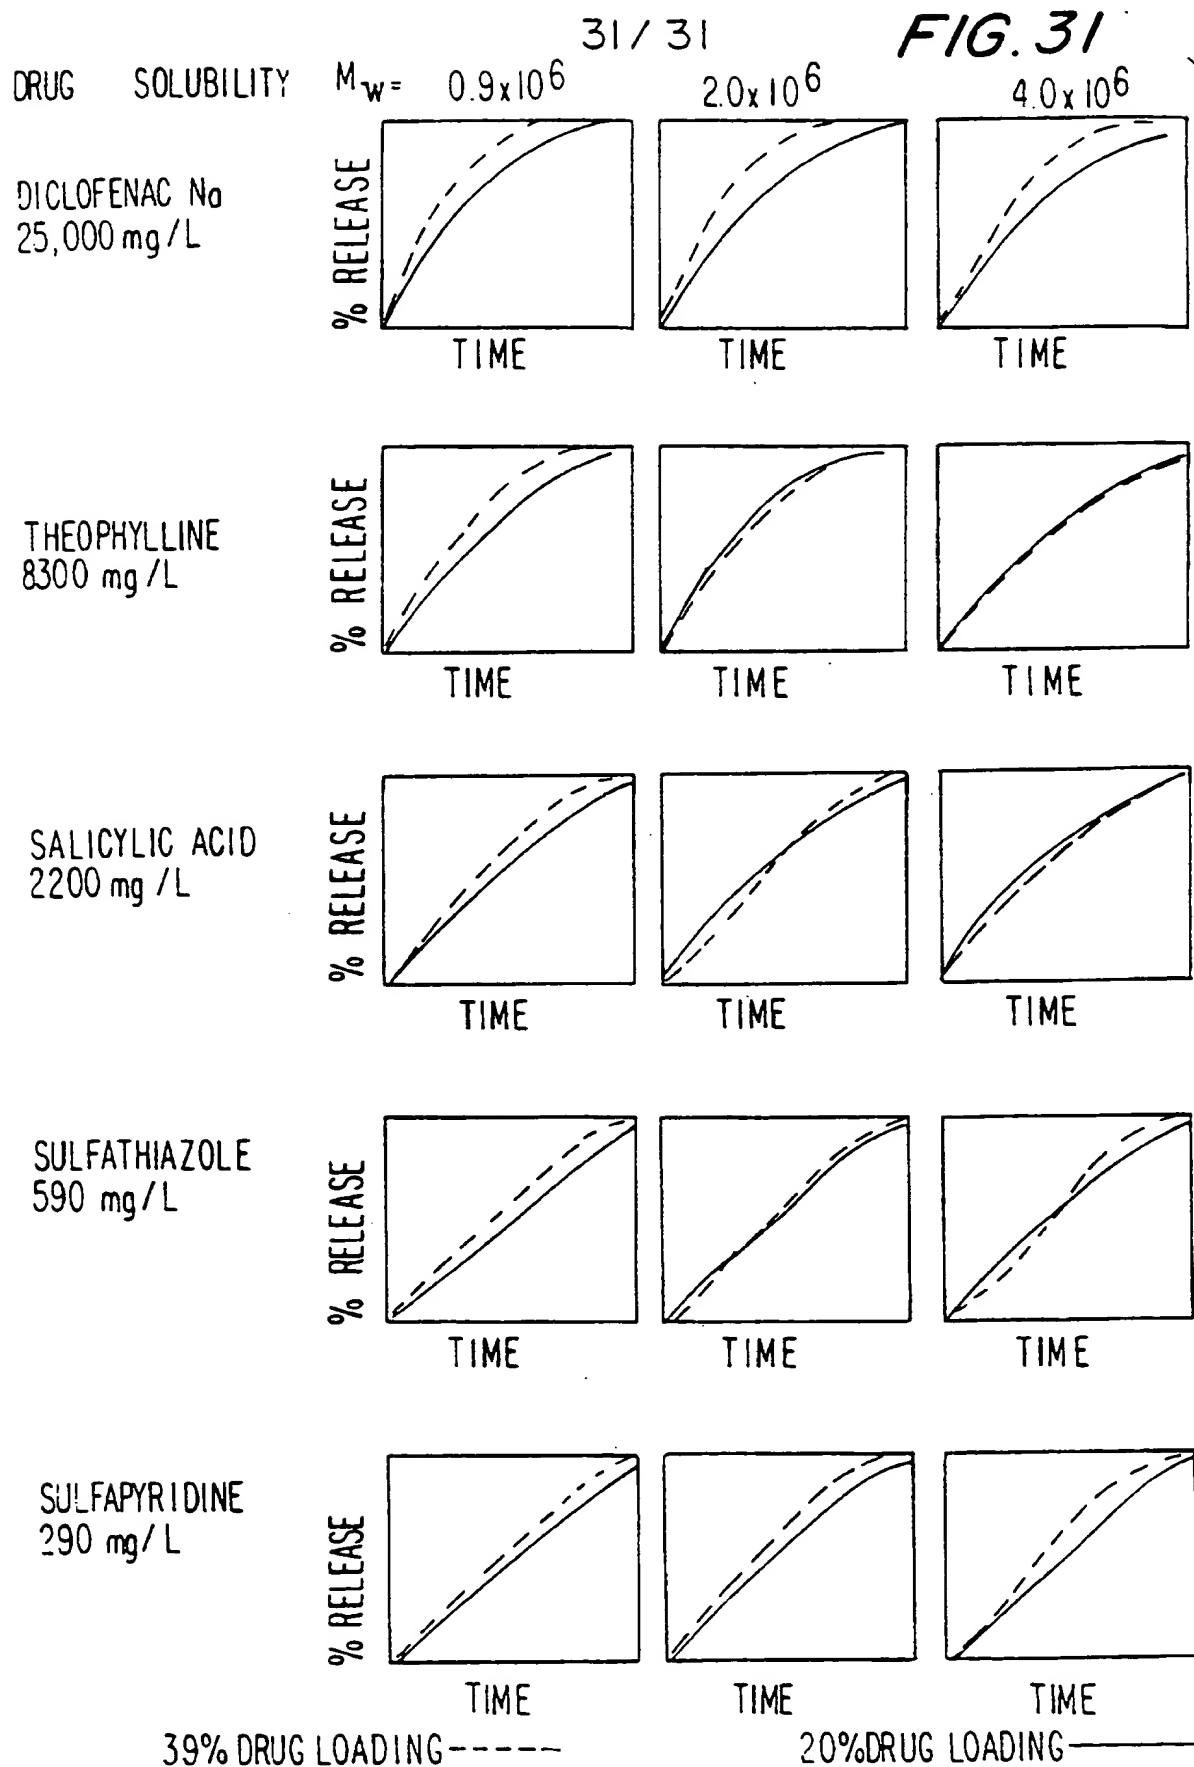 31/31 FIG. 31
DRUG SOLUBILITY Mw= 0.9x10^6 2.0x10^6 4.0x10^6
DICLOFENAC Na
25,000 mg/L
% RELEASE
TIME TIME TIME
THEOPHYLLINE
8300 mg/L
% RELEASE
TIME TIME TIME
SALICYLIC ACID
2200 mg/L
% RELEASE
TIME TIME TIME
SULFATHIAZOLE
590 mg/L
% RELEASE
TIME TIME TIME
SULFAPYRIDINE
290 mg/L
% RELEASE
TIME TIME TIME
39% DRUG LOADING ----- 20% DRUG LOADING ———